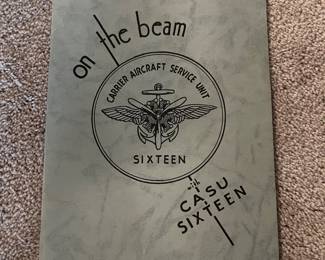 on the beam
CARRIER AIRCRAFT SERVICE UNIT
SIXTEEN
CASU
SIXTEEN